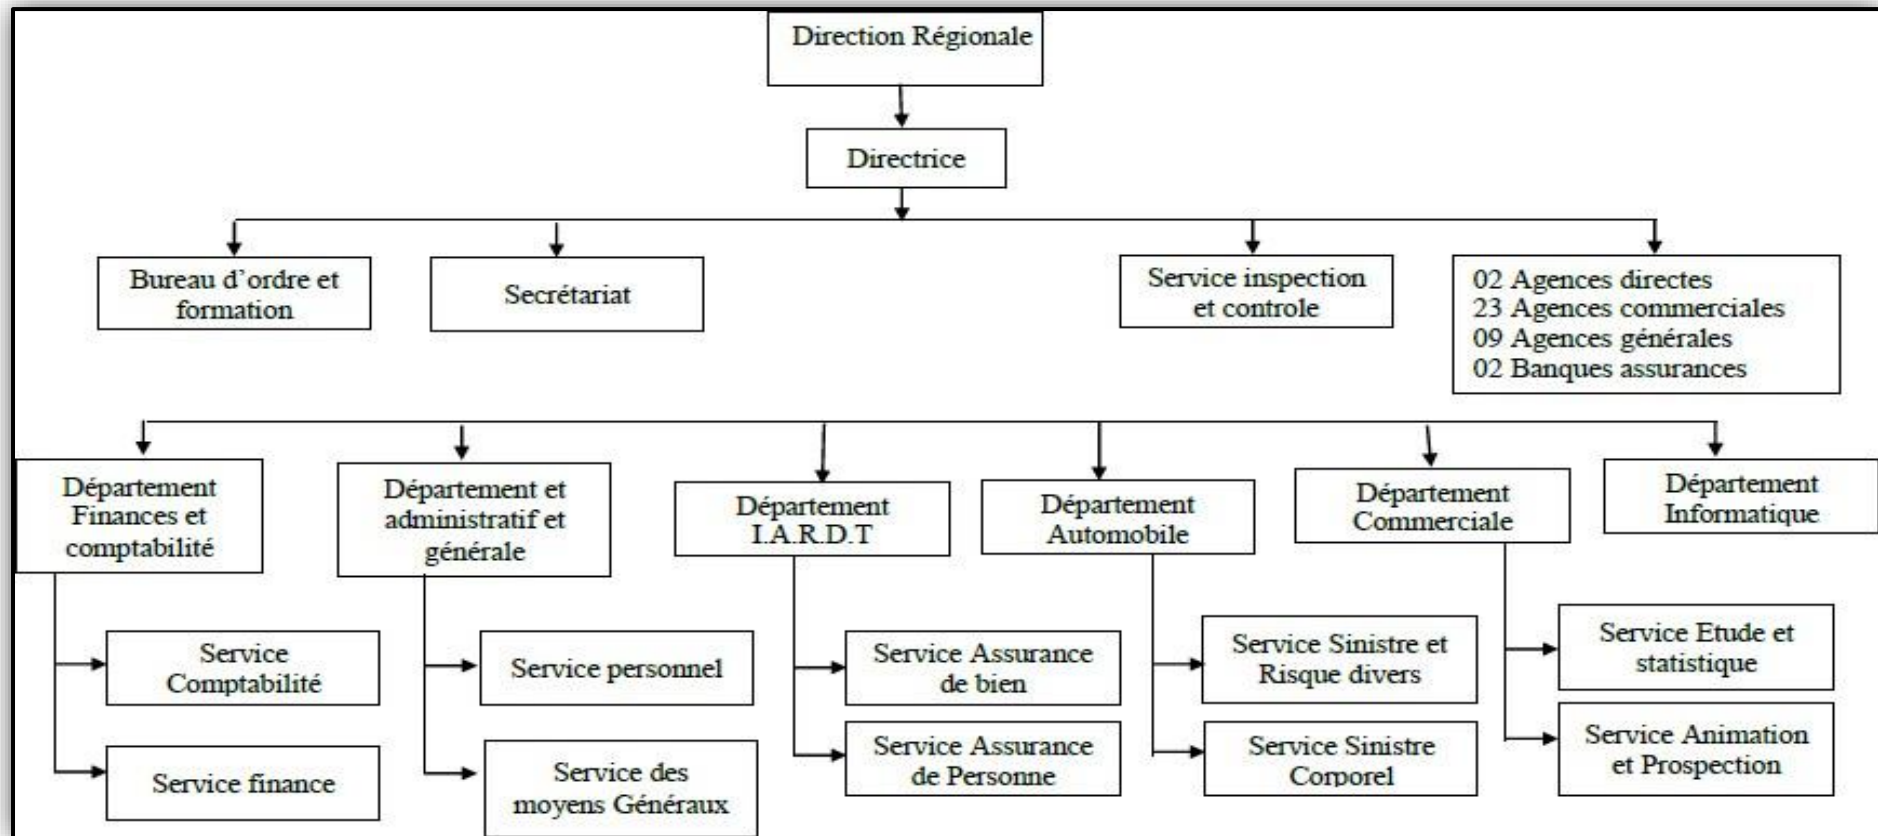 Direction Régionale
Directrice
Bureau d’ordre et
formation
Secrétariat
Service inspection
et controle
02 Agences directes
23 Agences commerciales
09 Agences générales
02 Banques assurances
Département
Finances et
comptabilité
Département et
administratif et
générale
Département
I.A.R.D.T
Département
Automobile
Département
Commerciale
Département
Informatique
Service
Comptabilité
Service finance
Service personnel
Service des
moyens Généraux
Service Assurance
de bien
Service Assurance
de Personne
Service Sinistre et
Risque divers
Service Sinistre
Corporel
Service Etude et
statistique
Service Animation
et Prospection